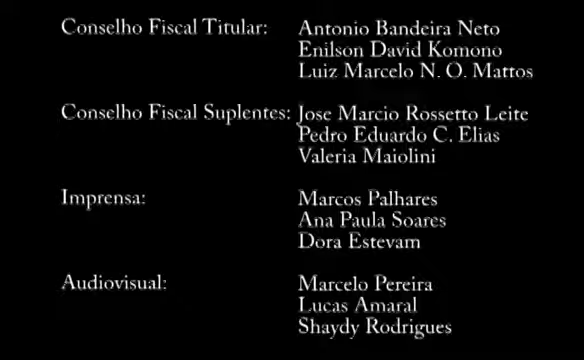 Conselho Fiscal Titular: Antonio Bandeira Neto
Enilson David Komono
Luiz Marcelo N. O. Mattos
Conselho Fiscal Suplentes: Jose Marcio Rossetto Leite
Pedro Eduardo C. Elias
Valeria Maiolini
Imprensa: Marcos Palhares
Ana Paula Soares
Dora Estevam
Audiovisual: Marcelo Pereira
Lucas Amaral
Shaydy Rodrigues